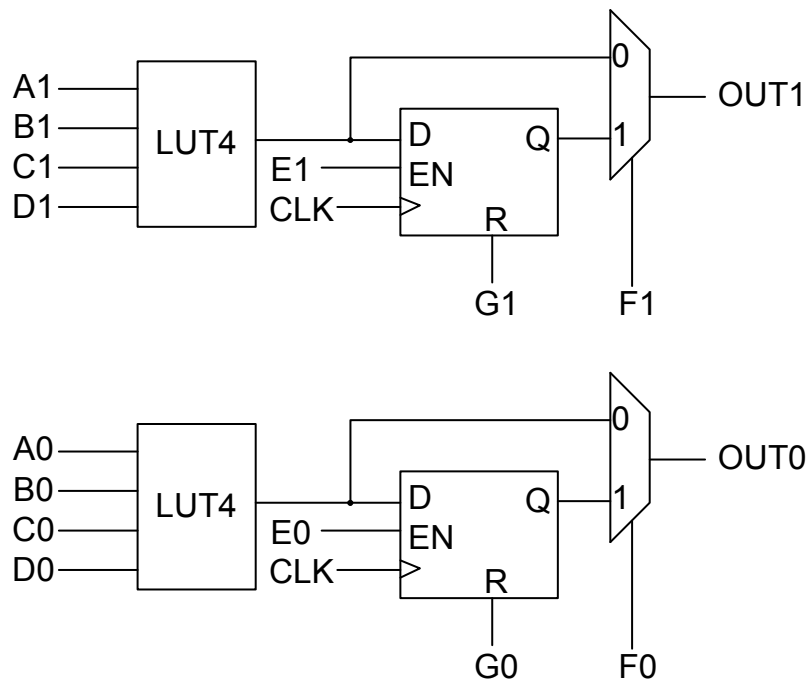 A1
B1
C1
D1
LUT4
E1
CLK
D
EN
Q
R
G1
0
1
F1
OUT1
A0
B0
C0
D0
LUT4
E0
CLK
D
EN
Q
R
G0
0
1
F0
OUT0